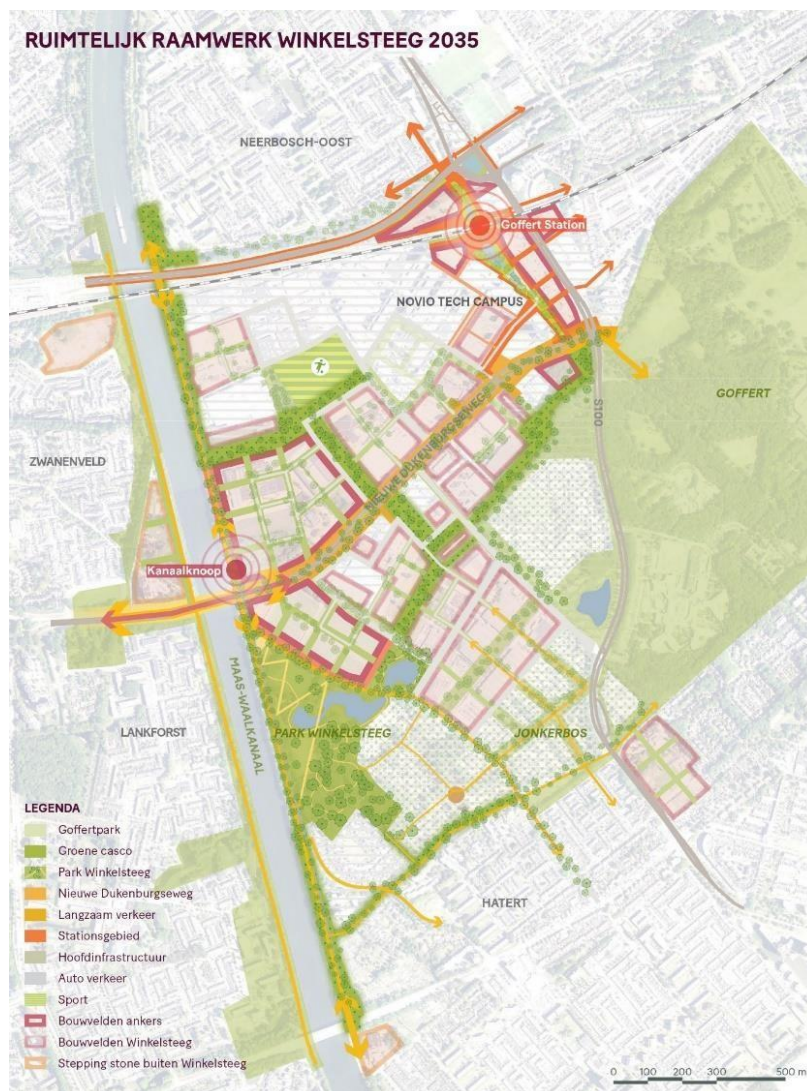 RUIMTELIJK RAAMWERK WINKELSTEEG 2035
NEERBOSCH-OOST
Goffert Station
NOVIO TECH CAMPUS
GOFFERT
S100
NIEUWE DUKENBURGSEWEG
ZWANENVELD
Kanaalknoop
MAAS-WAALKANAAL
LANKFORST
PARK WINKELSTEEG
JONKERBOS
HATERT
LEGENDA
Goffertpark
Groene casco
Park Winkelsteeg
Nieuwe Dukenburgseweg
Langzaam verkeer
Stationsgebied
Hoofdinfrastructuur
Auto verkeer
Sport
Bouwvelden ankers
Bouwvelden Winkelsteeg
Stepping stone buiten Winkelsteeg
0 100 200 300 500 m